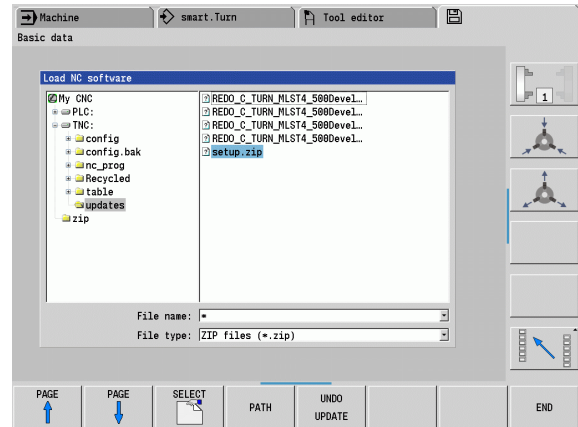 Machine
smart.Turn
Tool editor
Basic data
Load NC software
My CNC
PLC:
TNC:
config
config.bak
nc_prog
Recycled
table
updates
zip
REDO_C_TURN_MLST4_500Devel…
REDO_C_TURN_MLST4_500Devel…
REDO_C_TURN_MLST4_500Devel…
REDO_C_TURN_MLST4_500Devel…
setup.zip
File name: *
File type: ZIP files (*.zip)
1
PAGE
PAGE
SELECT
PATH
UNDO
UPDATE
END